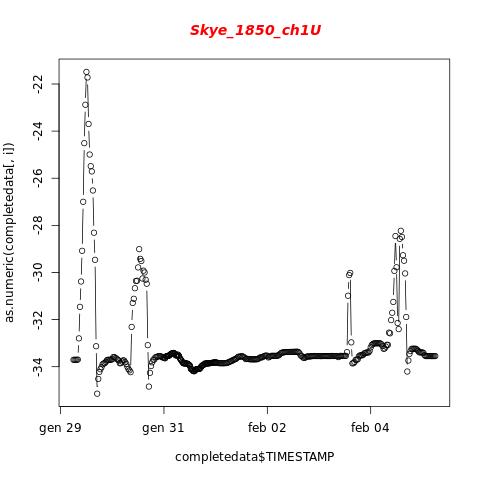 Skye_1850_ch1U
as.numeric(completedata[, i])
-22
-24
-26
-28
-30
-32
-34
gen 29
gen 31
feb 02
feb 04
completedata$TIMESTAMP